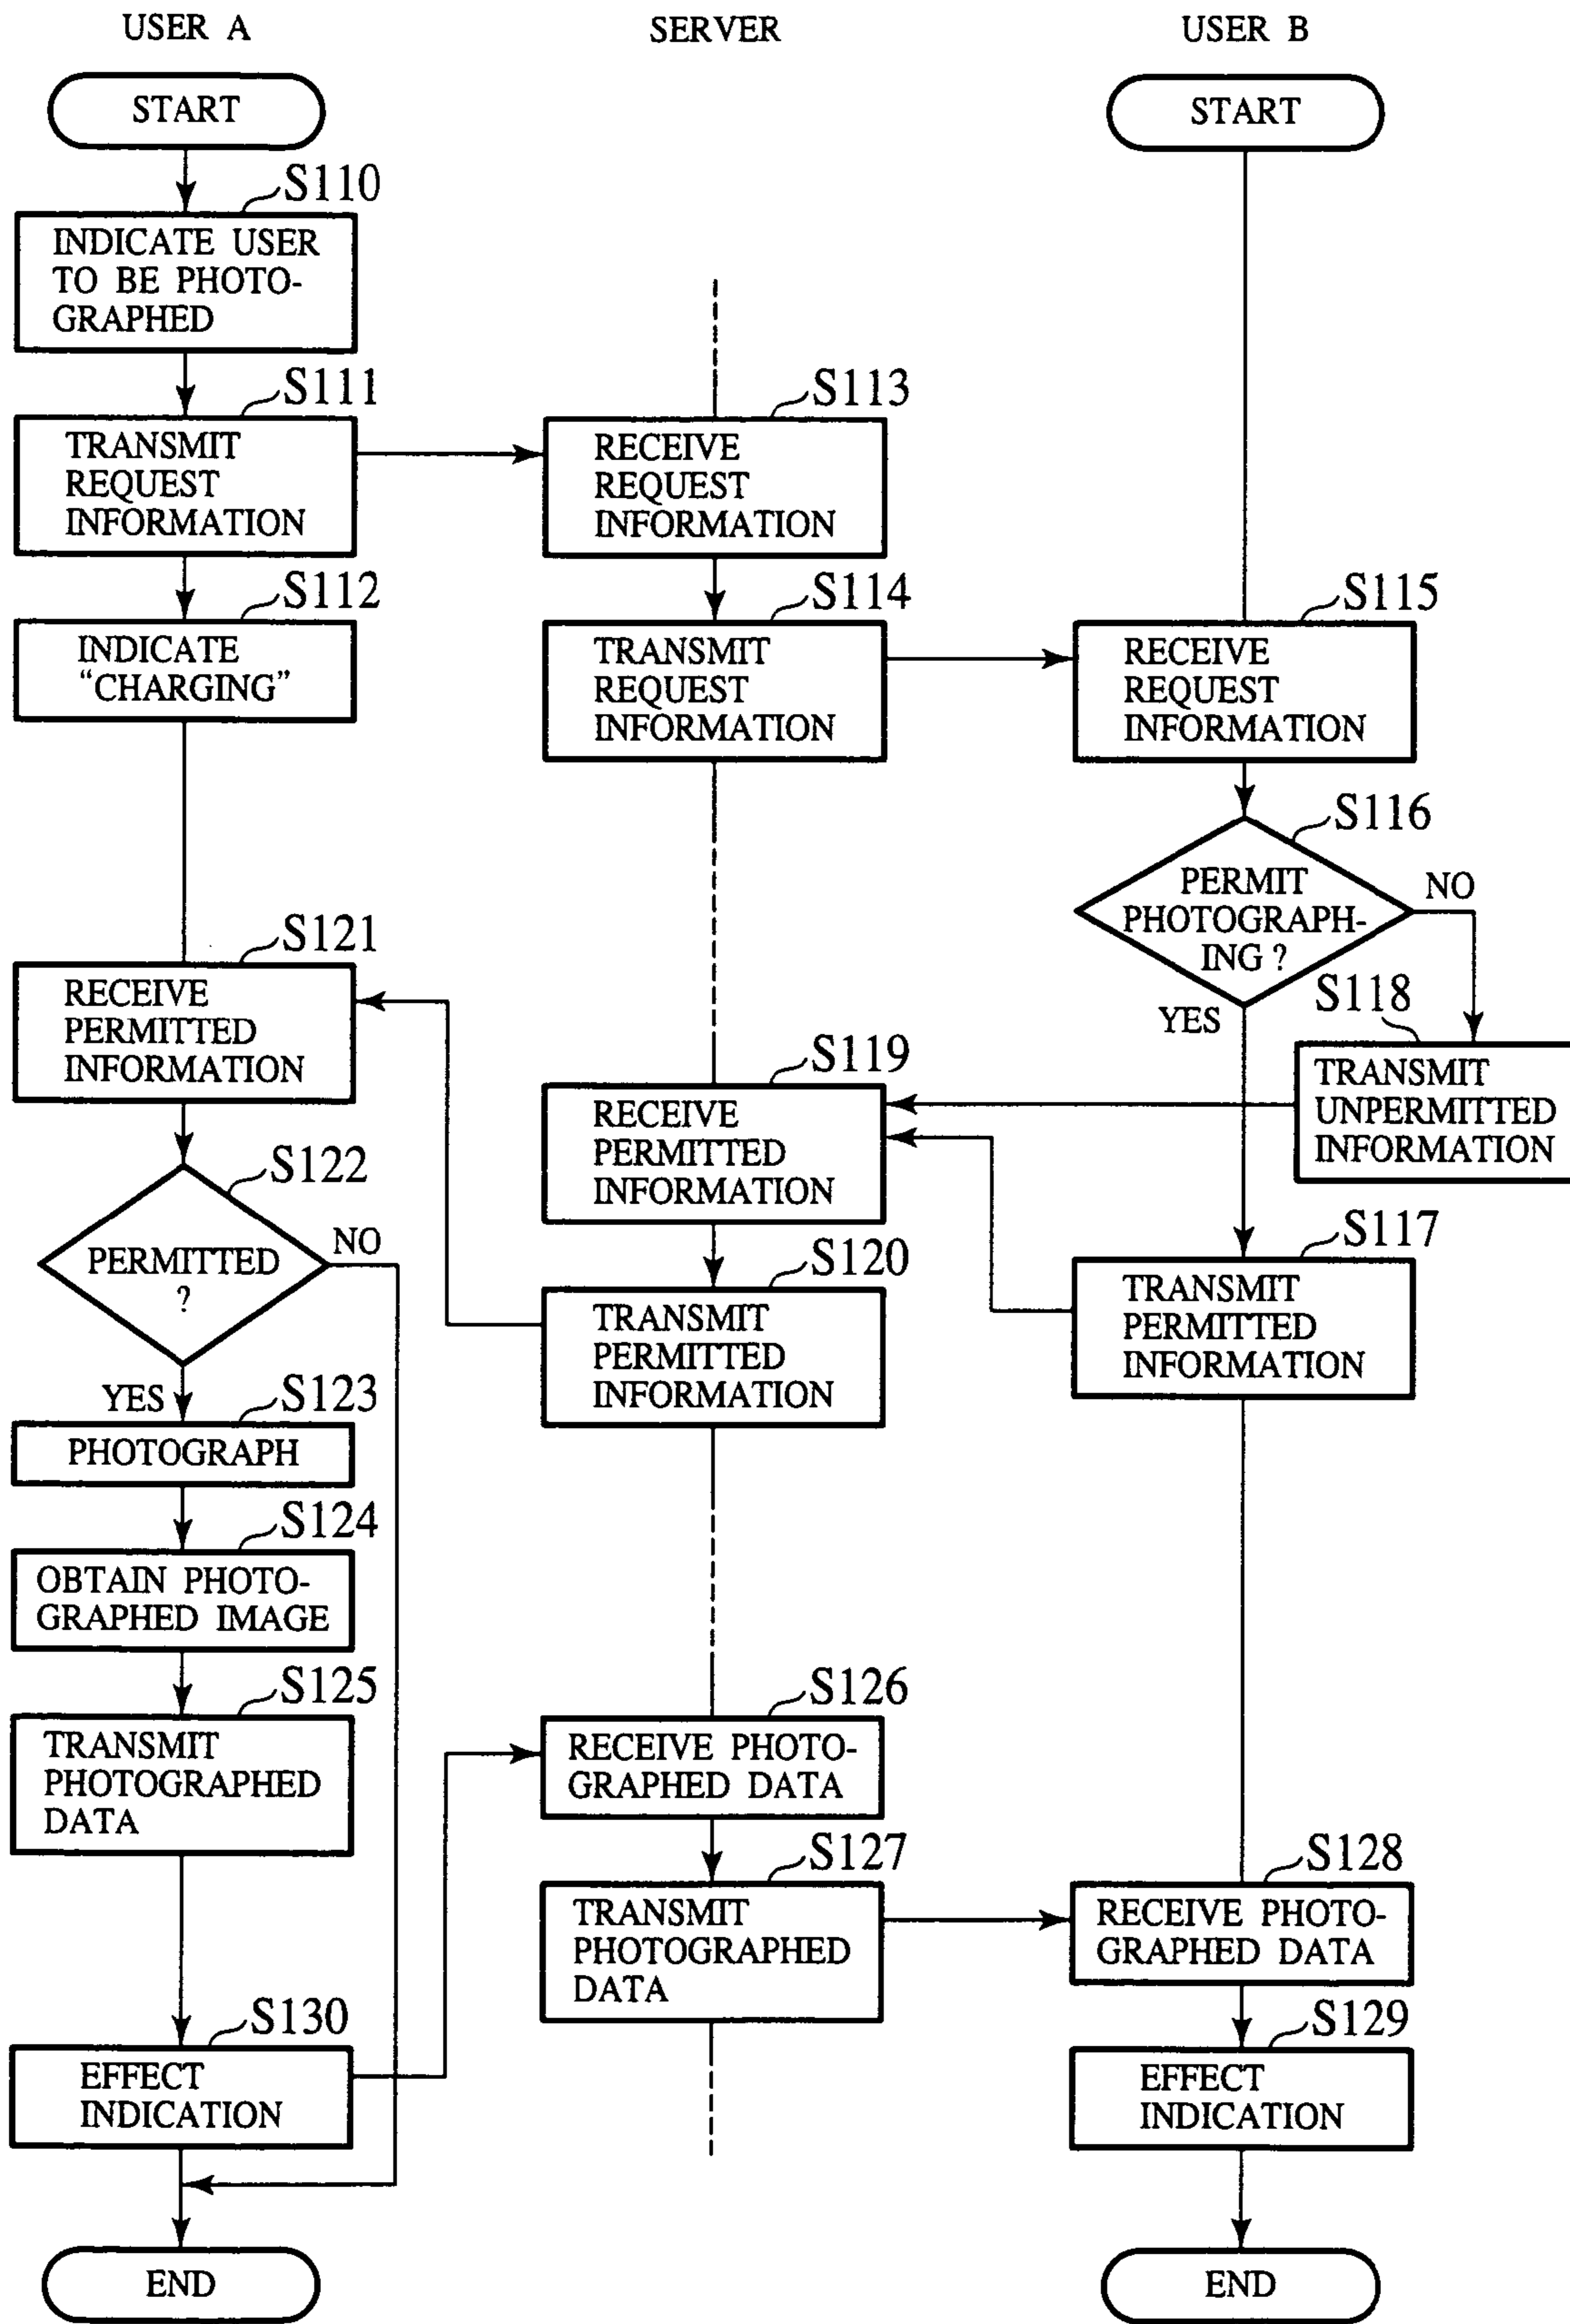 USER A
SERVER
USER B
START
START
S110
INDICATE USER
TO BE PHOTO-
GRAPHED
S111
TRANSMIT
REQUEST
INFORMATION
S113
RECEIVE
REQUEST
INFORMATION
S112
INDICATE
“CHARGING”
S114
TRANSMIT
REQUEST
INFORMATION
S115
RECEIVE
REQUEST
INFORMATION
S116
PERMIT
PHOTOGRAPH-
ING ?
NO
YES
S118
TRANSMIT
UNPERMITTED
INFORMATION
S121
RECEIVE
PERMITTED
INFORMATION
S119
RECEIVE
PERMITTED
INFORMATION
S122
PERMITTED
?
NO
YES
S120
TRANSMIT
PERMITTED
INFORMATION
S117
TRANSMIT
PERMITTED
INFORMATION
S123
PHOTOGRAPH
S124
OBTAIN PHOTO-
GRAPHED IMAGE
S125
TRANSMIT
PHOTOGRAPHED
DATA
S126
RECEIVE PHOTO-
GRAPHED DATA
S127
TRANSMIT
PHOTOGRAPHED
DATA
S128
RECEIVE PHOTO-
GRAPHED DATA
S130
EFFECT
INDICATION
S129
EFFECT
INDICATION
END
END